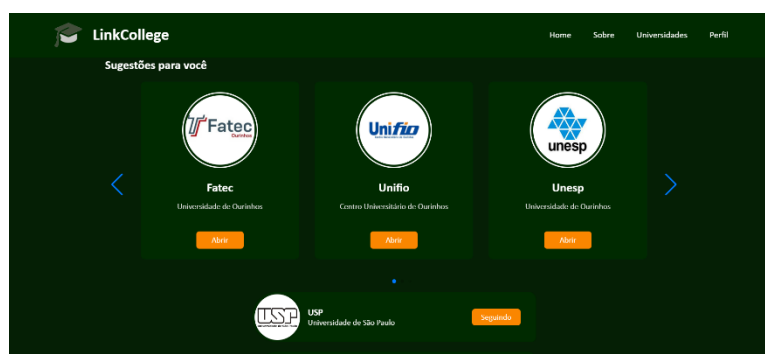 LinkCollege
Home Sobre Universidades Perfil
Sugestões para você
Fatec
Ourinhos
Unifio
unesp
Fatec
Unifio
Unesp
Universidade de Ourinhos
Centro Universitário de Ourinhos
Universidade de Ourinhos
Abrir
Abrir
Abrir
USP
USP
Universidade de São Paulo
Seguindo